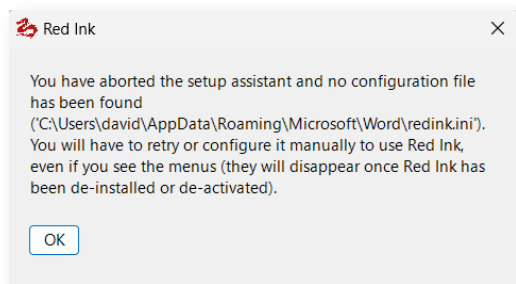 Red Ink
You have aborted the setup assistant and no configuration file
has been found
('C:\Users\david\AppData\Roaming\Microsoft\Word\redink.ini').
You will have to retry or configure it manually to use Red Ink,
even if you see the menus (they will disappear once Red Ink has
been de-installed or de-activated).
OK